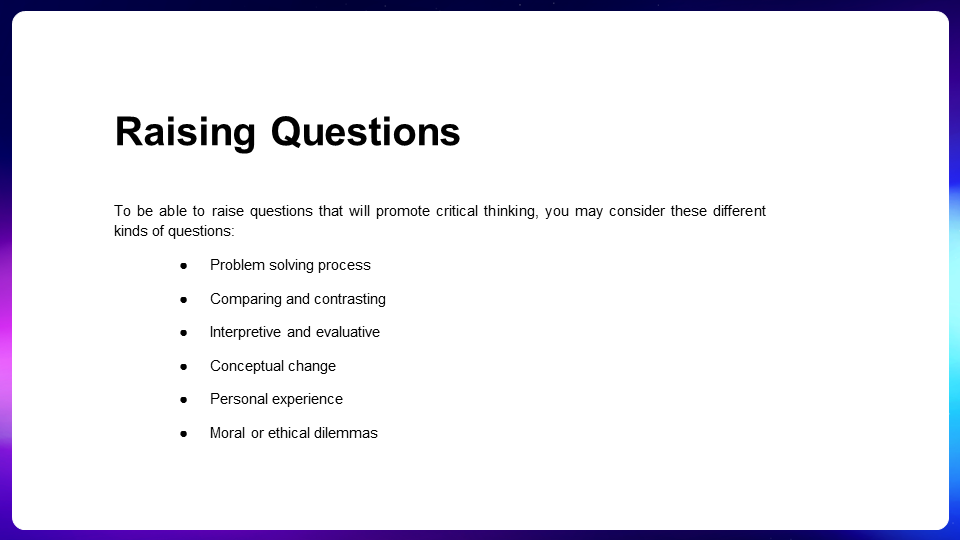 Raising Questions
To be able to raise questions that will promote critical thinking, you may consider these different
kinds of questions:
● Problem solving process
● Comparing and contrasting
● Interpretive and evaluative
● Conceptual change
● Personal experience
● Moral or ethical dilemmas